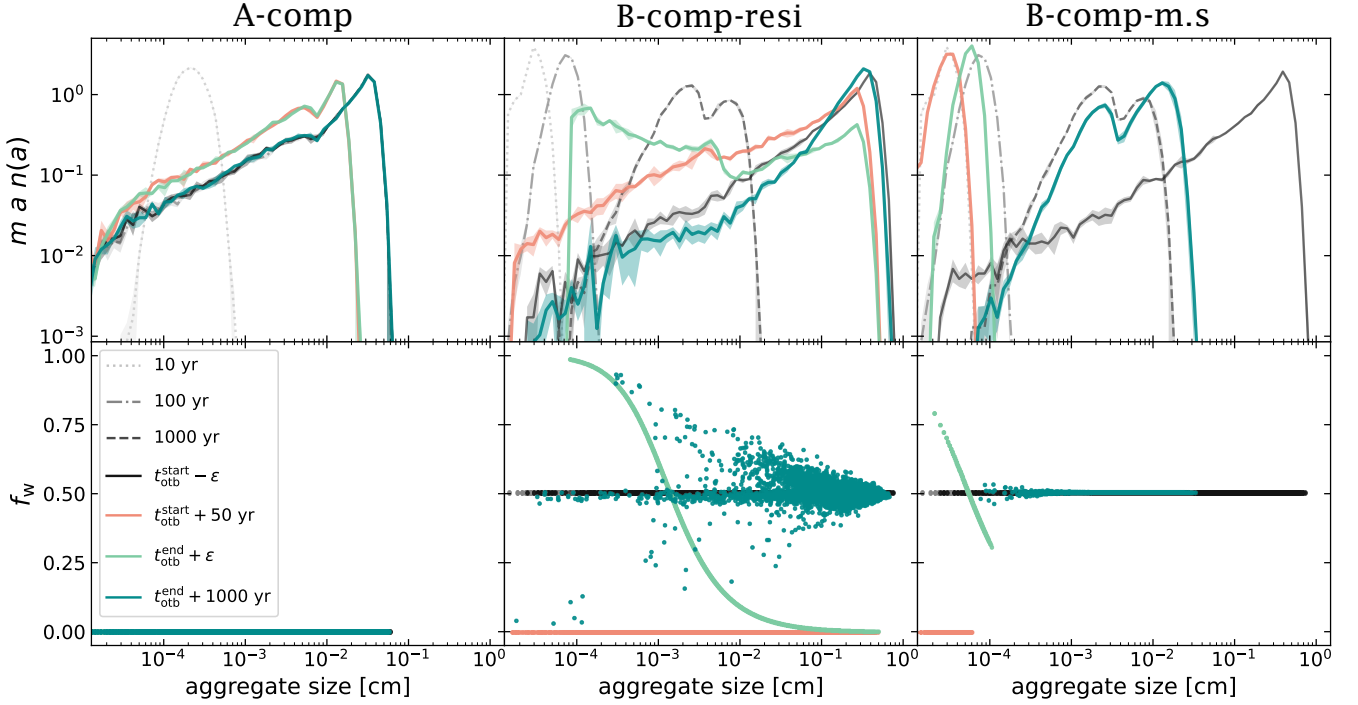 A-comp B-comp-resi B-comp-m.s
m a n(a)
10⁰
10⁻¹
10⁻²
10⁻³
f_w
1.00
0.75
0.50
0.25
0.00
10 yr
100 yr
1000 yr
t_otb^start − ε
t_otb^start + 50 yr
t_otb^end + ε
t_otb^end + 1000 yr
10⁻⁴ 10⁻³ 10⁻² 10⁻¹ 10⁰ 10⁻⁴ 10⁻³ 10⁻² 10⁻¹ 10⁰ 10⁻⁴ 10⁻³ 10⁻² 10⁻¹ 10⁰
aggregate size [cm] aggregate size [cm] aggregate size [cm]